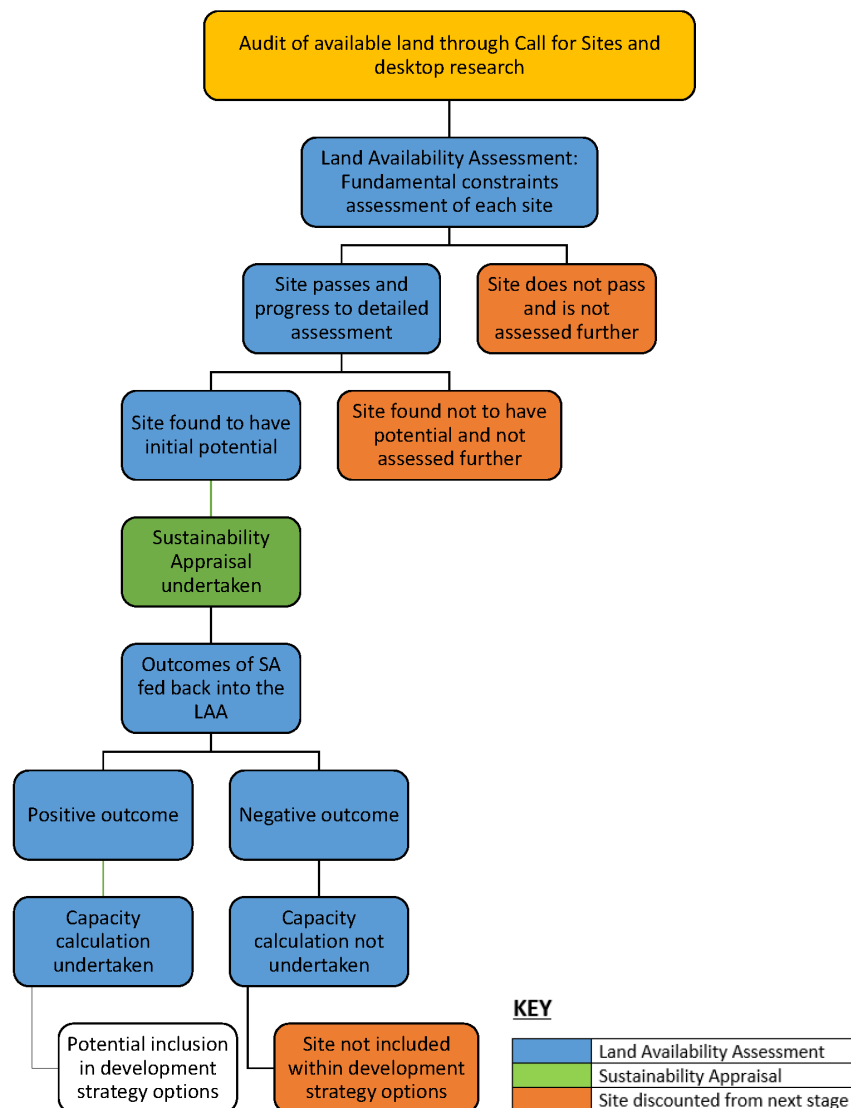 Audit of available land through Call for Sites and
desktop research
Land Availability Assessment:
Fundamental constraints
assessment of each site
Site passes and
progress to detailed
assessment
Site does not pass
and is not
assessed further
Site found to have
initial potential
Site found not to have
potential and not
assessed further
Sustainability
Appraisal
undertaken
Outcomes of SA
fed back into the
LAA
Positive outcome
Negative outcome
Capacity
calculation
undertaken
Capacity
calculation not
undertaken
Potential inclusion
in development
strategy options
Site not included
within development
strategy options
KEY
Land Availability Assessment
Sustainability Appraisal
Site discounted from next stage